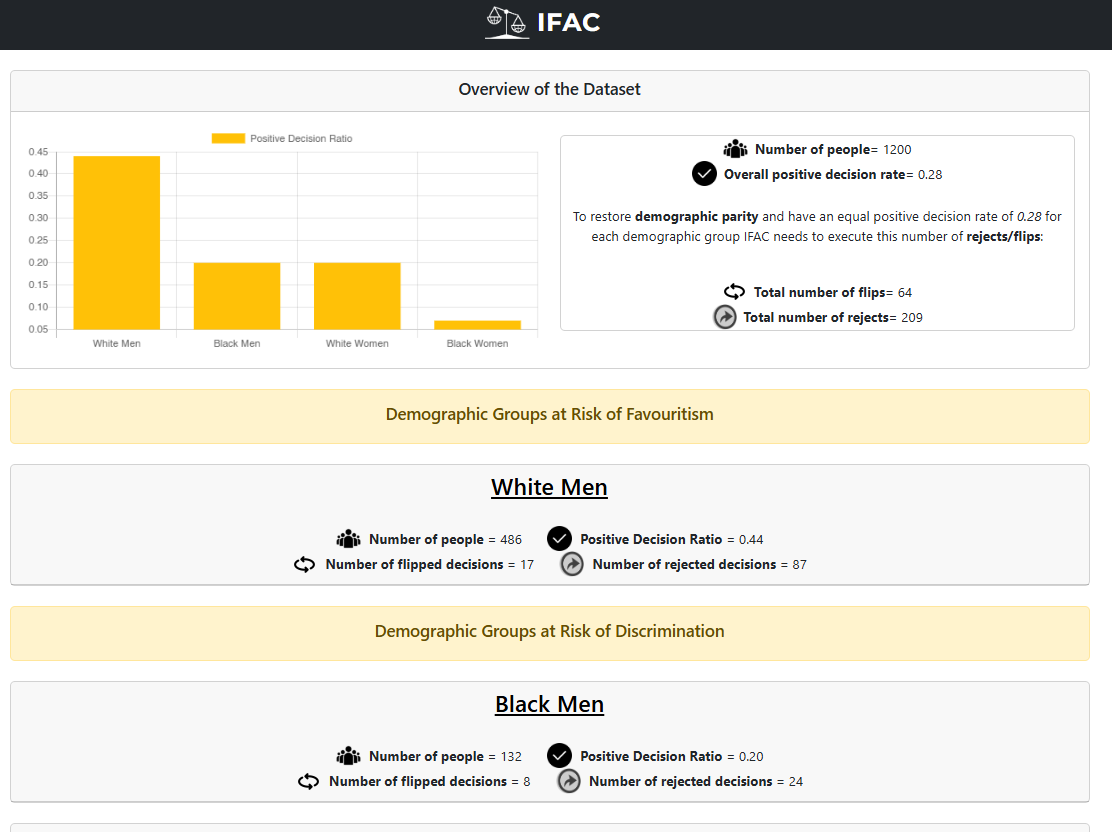 IFAC
Overview of the Dataset
Positive Decision Ratio
0.45
0.40
0.35
0.30
0.25
0.20
0.15
0.10
0.05
White Men
Black Men
White Women
Black Women
Number of people= 1200
Overall positive decision rate= 0.28
To restore demographic parity and have an equal positive decision rate of 0.28 for
each demographic group IFAC needs to execute this number of rejects/flips:
Total number of flips= 64
Total number of rejects= 209
Demographic Groups at Risk of Favouritism
White Men
Number of people = 486 Positive Decision Ratio = 0.44
Number of flipped decisions = 17 Number of rejected decisions = 87
Demographic Groups at Risk of Discrimination
Black Men
Number of people = 132 Positive Decision Ratio = 0.20
Number of flipped decisions = 8 Number of rejected decisions = 24